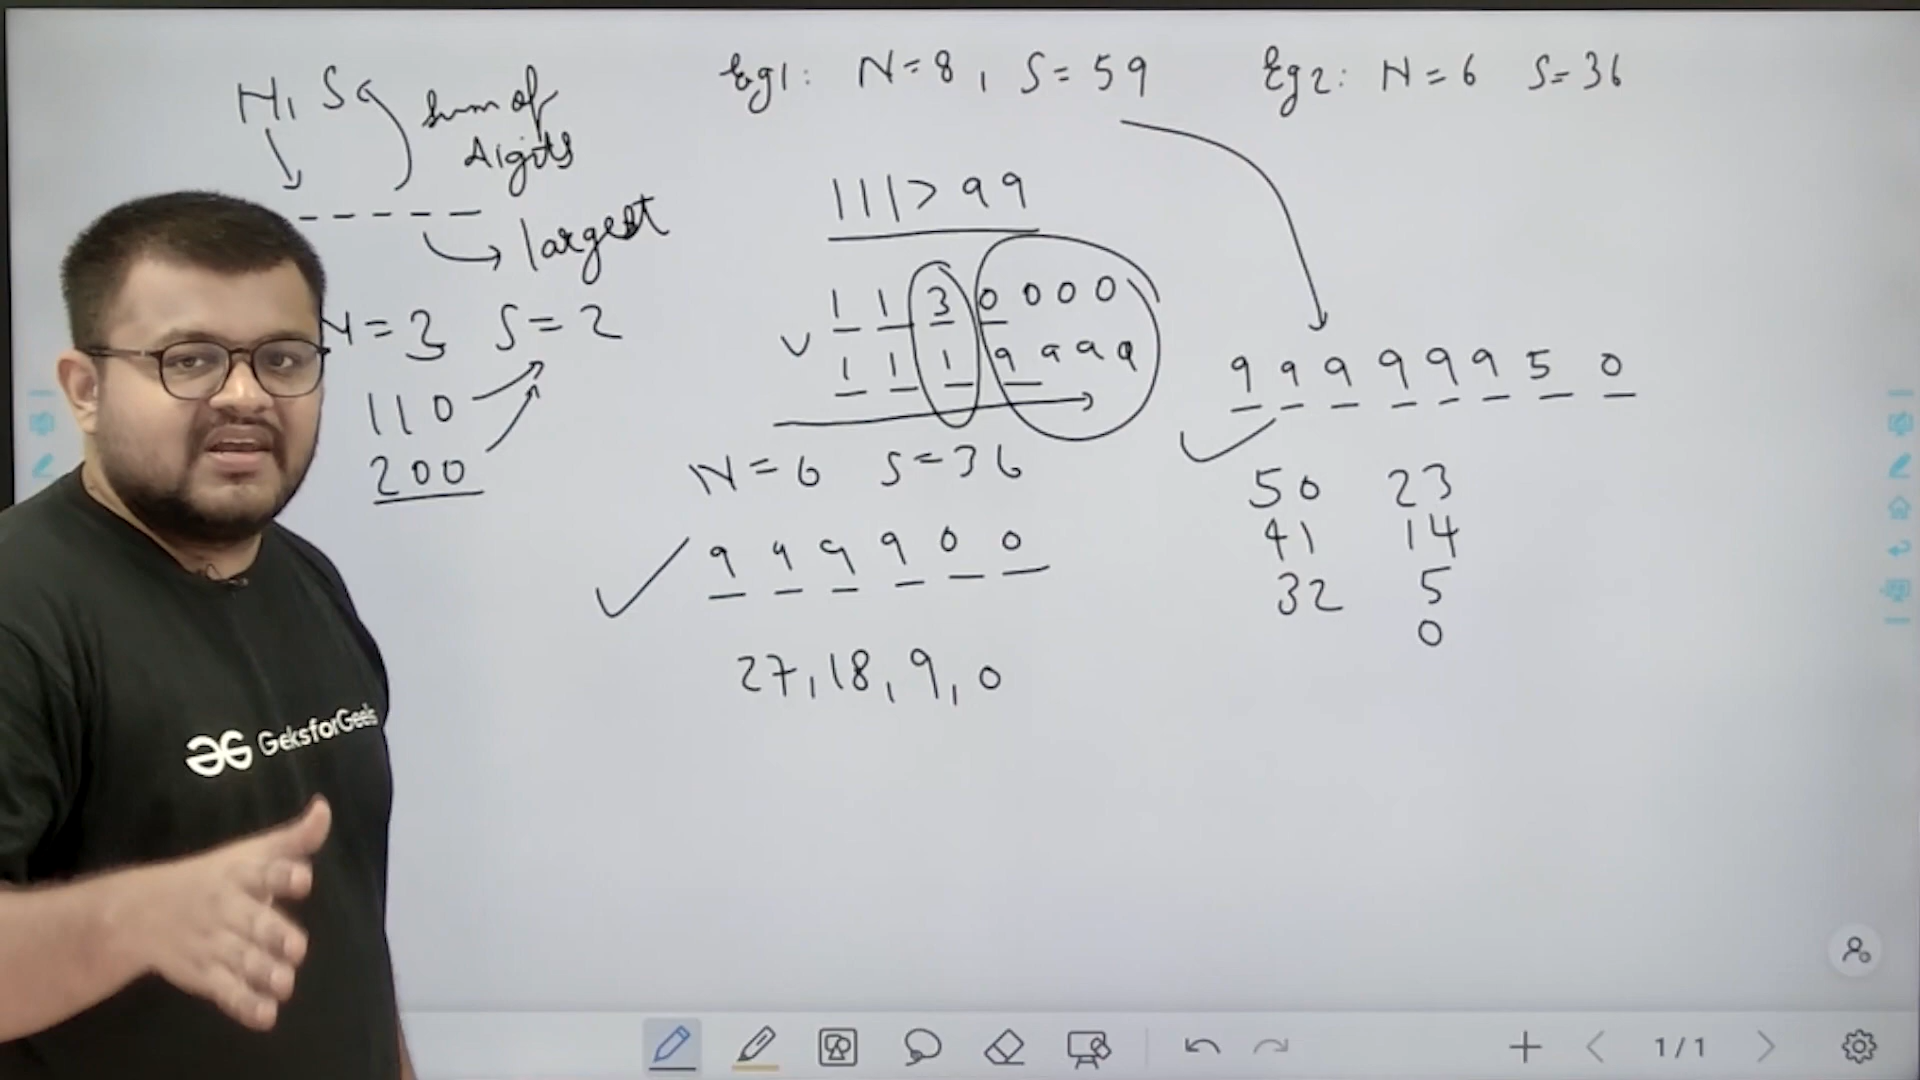 N, S
Sum of
digits
largest
N=3 S=2
110
200
Eg1: N=8, S=59
111>99
1 1 3 0 0 0 0
1 1 1 9 9 9 9
N=6 S=36
9 9 9 9 0 0
27, 18, 9, 0
Eg2: N=6 S=36
9 9 9 9 9 9 5 0
50 23
41 14
32 5
0
GeeksforGeeks
1/1